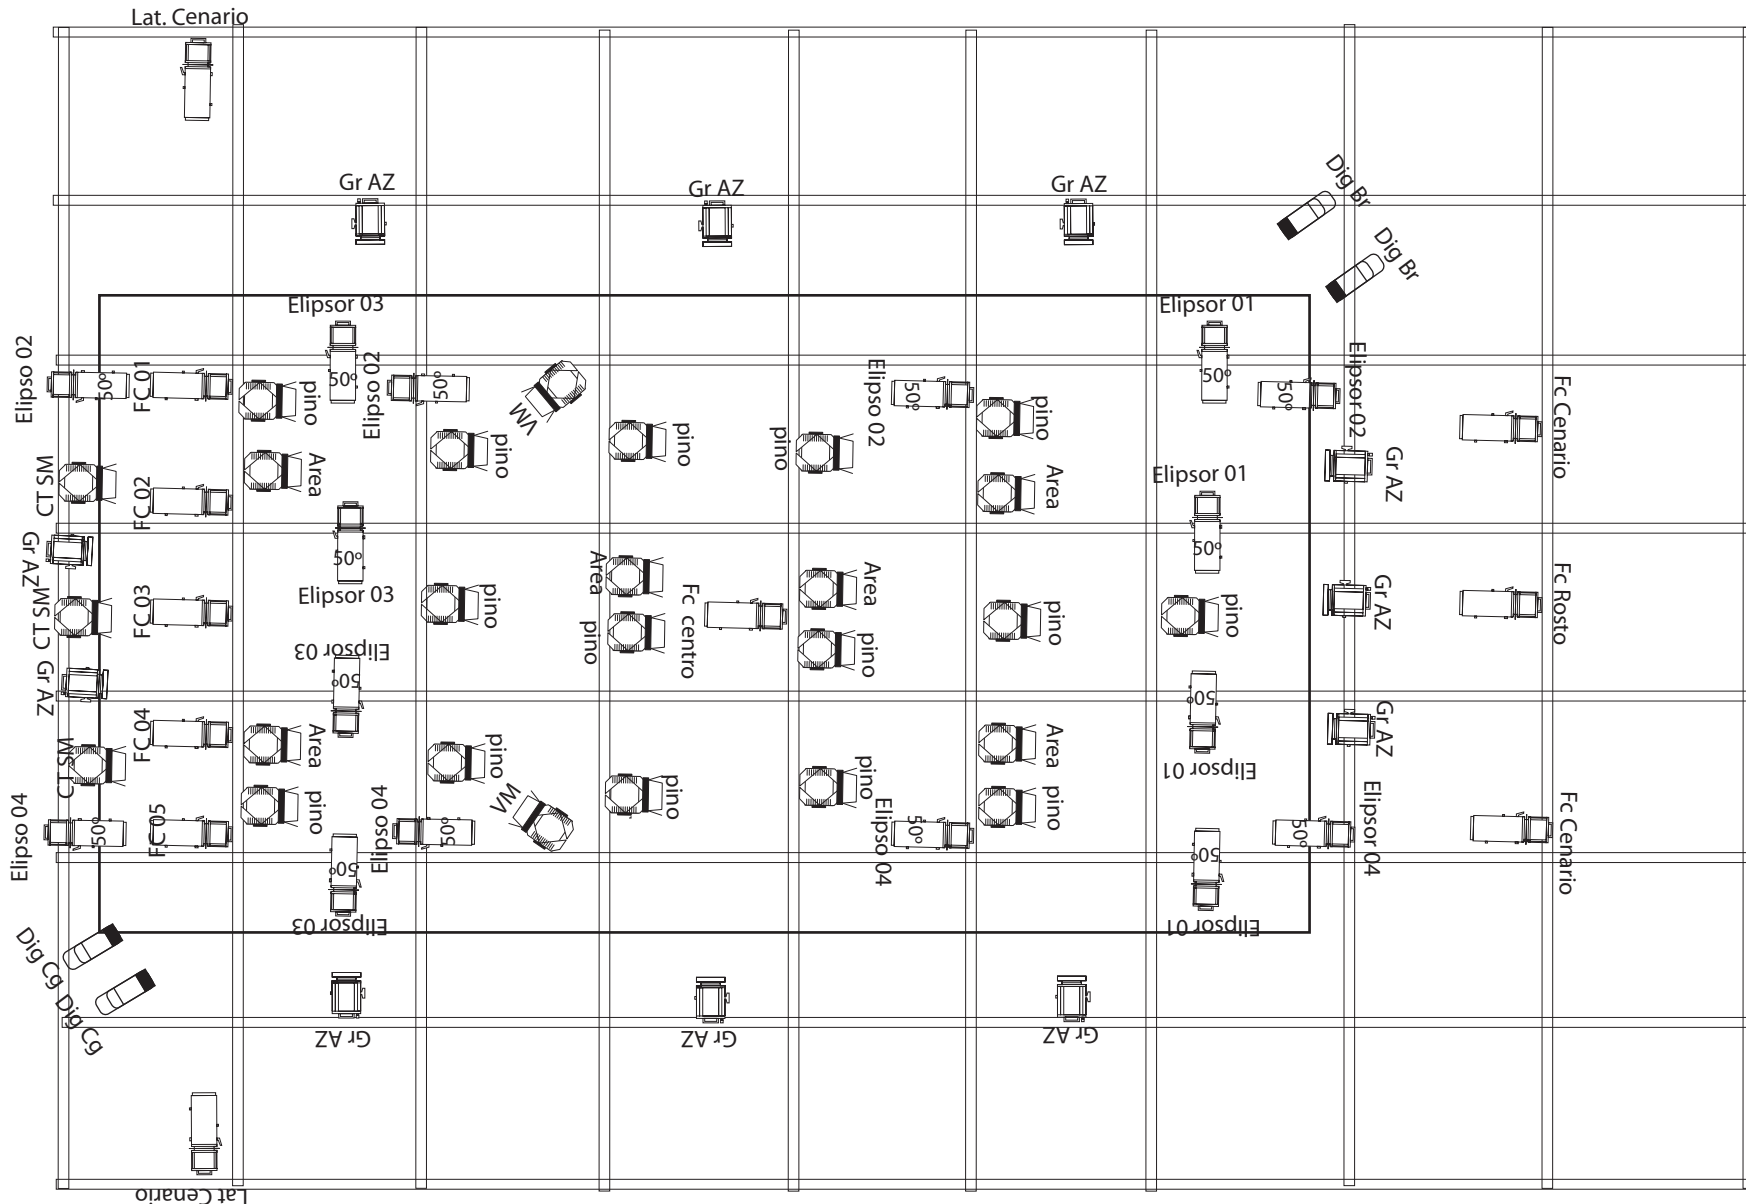 Lat. Cenario
Gr AZ
Gr AZ
Gr AZ
Dig Br
Dig Br
Elipsor 03
Elipsor 01
Elipso 02
50º
FC 01
pino
50º
Elipso 02
50º
VM
Elipso 02
50º
pino
50º
50º
Elipsor 02
Fc Cenario
pino
pino
pino
CT SM
FC 02
Area
Area
Elipsor 01
Gr AZ
Gr AZ
50º
Elipsor 03
50º
CT SM
FC 03
pino
Area
pino
Fc centro
Area
pino
pino
pino
Gr AZ
Fc Rosto
Gr AZ
Elipsor 03
50º
50º
Elipsor 01
CT SM
FC 04
Area
pino
VM
pino
pino
Area
Gr AZ
Elipso 04
50º
FC 05
pino
50º
Elipsor 03
Elipso 04
50º
Elipso 04
50º
pino
50º
Elipsor 01
50º
Elipsor 04
Fc Cenario
Dig Cg
Dig Cg
Gr AZ
Gr AZ
Gr AZ
Lat Cenario